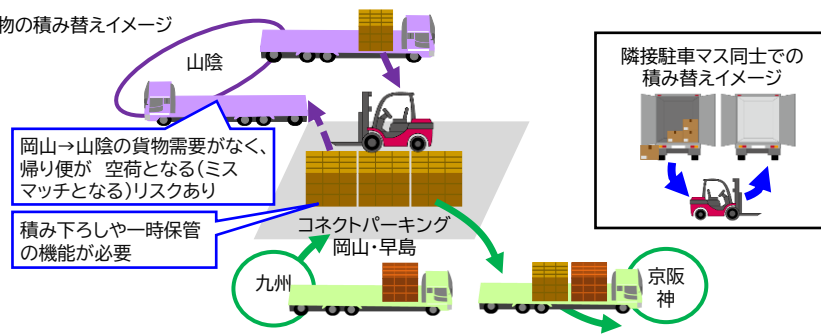 物の積み替えイメージ
山陰
隣接駐車マス同士での
積み替えイメージ
岡山→山陰の貨物需要がなく、
帰り便が 空荷となる(ミス
マッチとなる)リスクあり
積み下ろしや一時保管
の機能が必要
コネクトパーキング
岡山・早島
九州
京阪
神